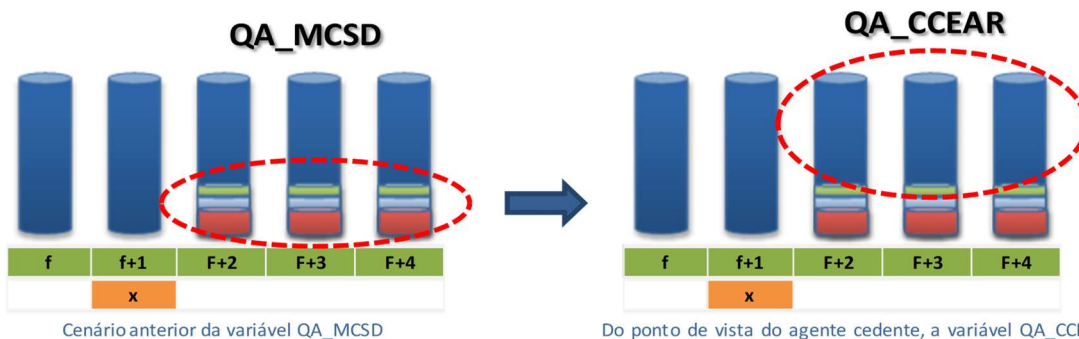 QA_MCSD
QA_CCEAR
f f+1 F+2 F+3 F+4
x
f f+1 F+2 F+3 F+4
x
Cenário anterior da variável QA_MCSD
Do ponto de vista do agente cedente, a variável